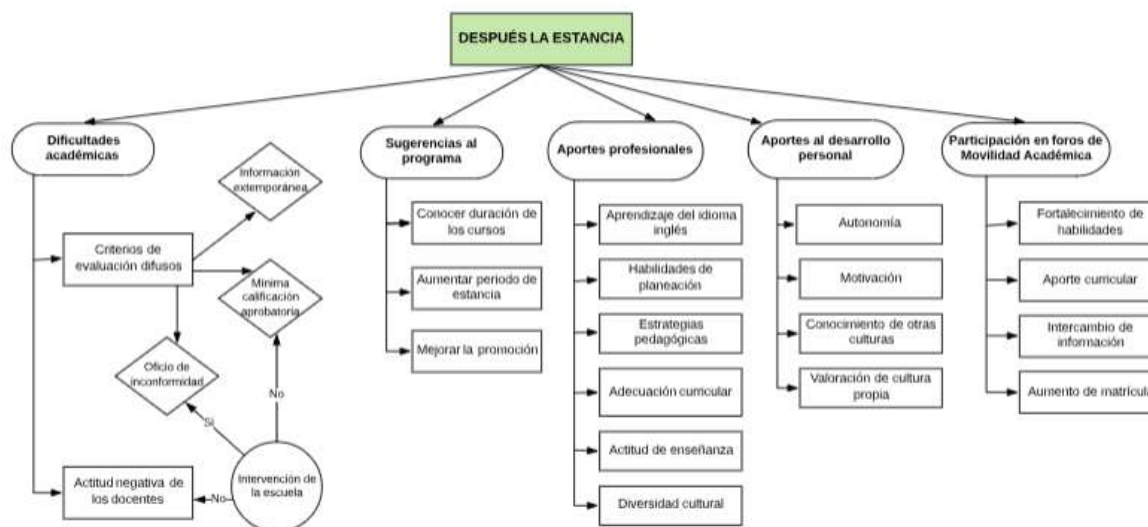 DESPUÉS LA ESTANCIA
Dificultades
académicas
Información
extemporánea
Criterios de
evaluación difusos
Mínima
calificación
aprobatoria
Oficio de
inconformidad
No
Si
Actitud negativa de
los docentes
No
Intervención de
la escuela
Sugerencias al
programa
Conocer duración de
los cursos
Aumentar periodo de
estancia
Mejorar la promoción
Aportes profesionales
Aprendizaje del idioma
inglés
Habilidades de
planeación
Estrategias
pedagógicas
Adecuación curricular
Actitud de enseñanza
Diversidad cultural
Aportes al desarrollo
personal
Autonomía
Motivación
Conocimiento de otras
culturas
Valoración de cultura
propia
Participación en foros de
Movilidad Académica
Fortalecimiento de
habilidades
Aporte curricular
Intercambio de
información
Aumento de matrícula